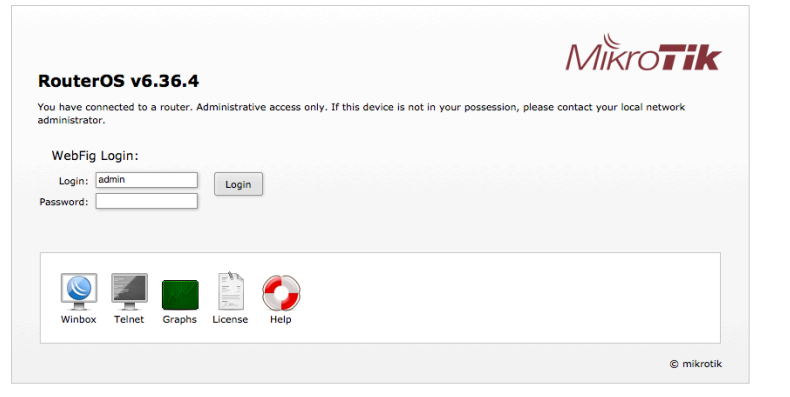 MikroTik
RouterOS v6.36.4
You have connected to a router. Administrative access only. If this device is not in your possession, please contact your local network
administrator.
WebFig Login:
Login: admin
Login
Password:
Winbox Telnet Graphs License Help
© mikrotik